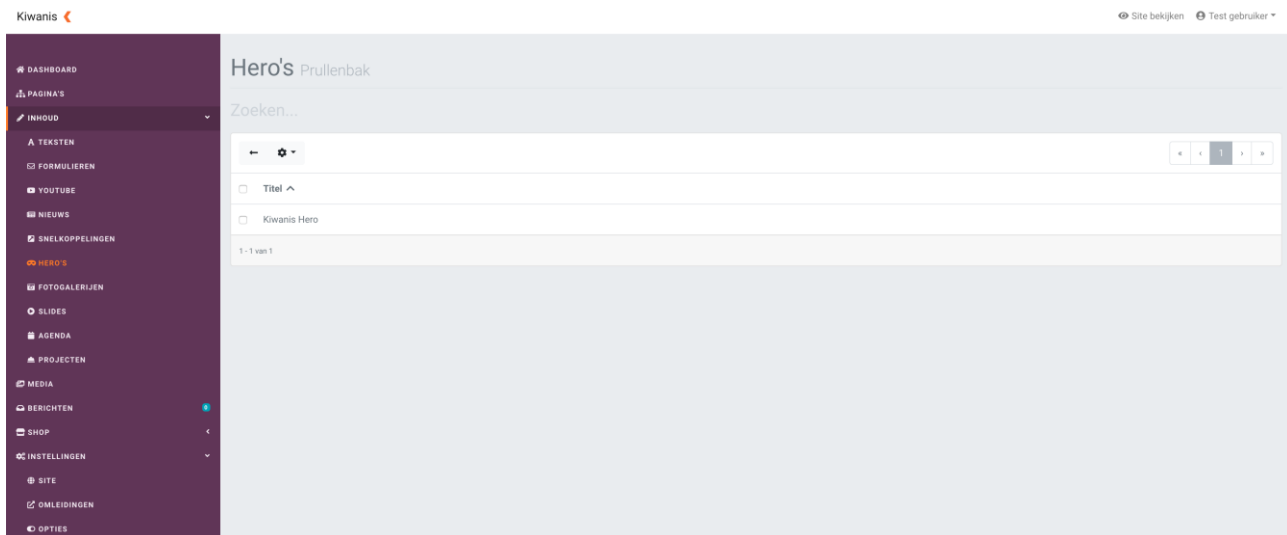 Kiwanis
Site bekijken Test gebruiker
DASHBOARD
PAGINA'S
INHOUD
TEKSTEN
FORMULIEREN
YOUTUBE
NIEUWS
SNELKOPPELINGEN
HERO'S
FOTOGALERIJEN
SLIDES
AGENDA
PROJECTEN
MEDIA
BERICHTEN 0
SHOP
INSTELLINGEN
SITE
OMLEIDINGEN
OPTIES
Hero's Prullenbak
Zoeken...
« ‹ 1 › »
Titel
Kiwanis Hero
1 - 1 van 1